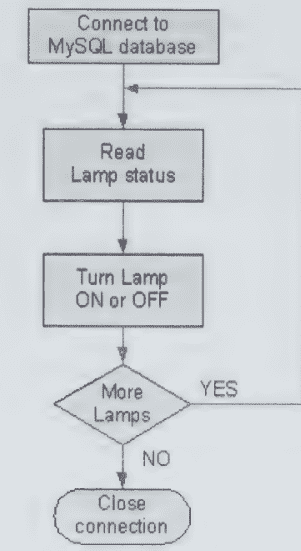 Connect to
MySQL database
Read
Lamp status
Turn Lamp
ON or OFF
More
Lamps
YES
NO
Close
connection